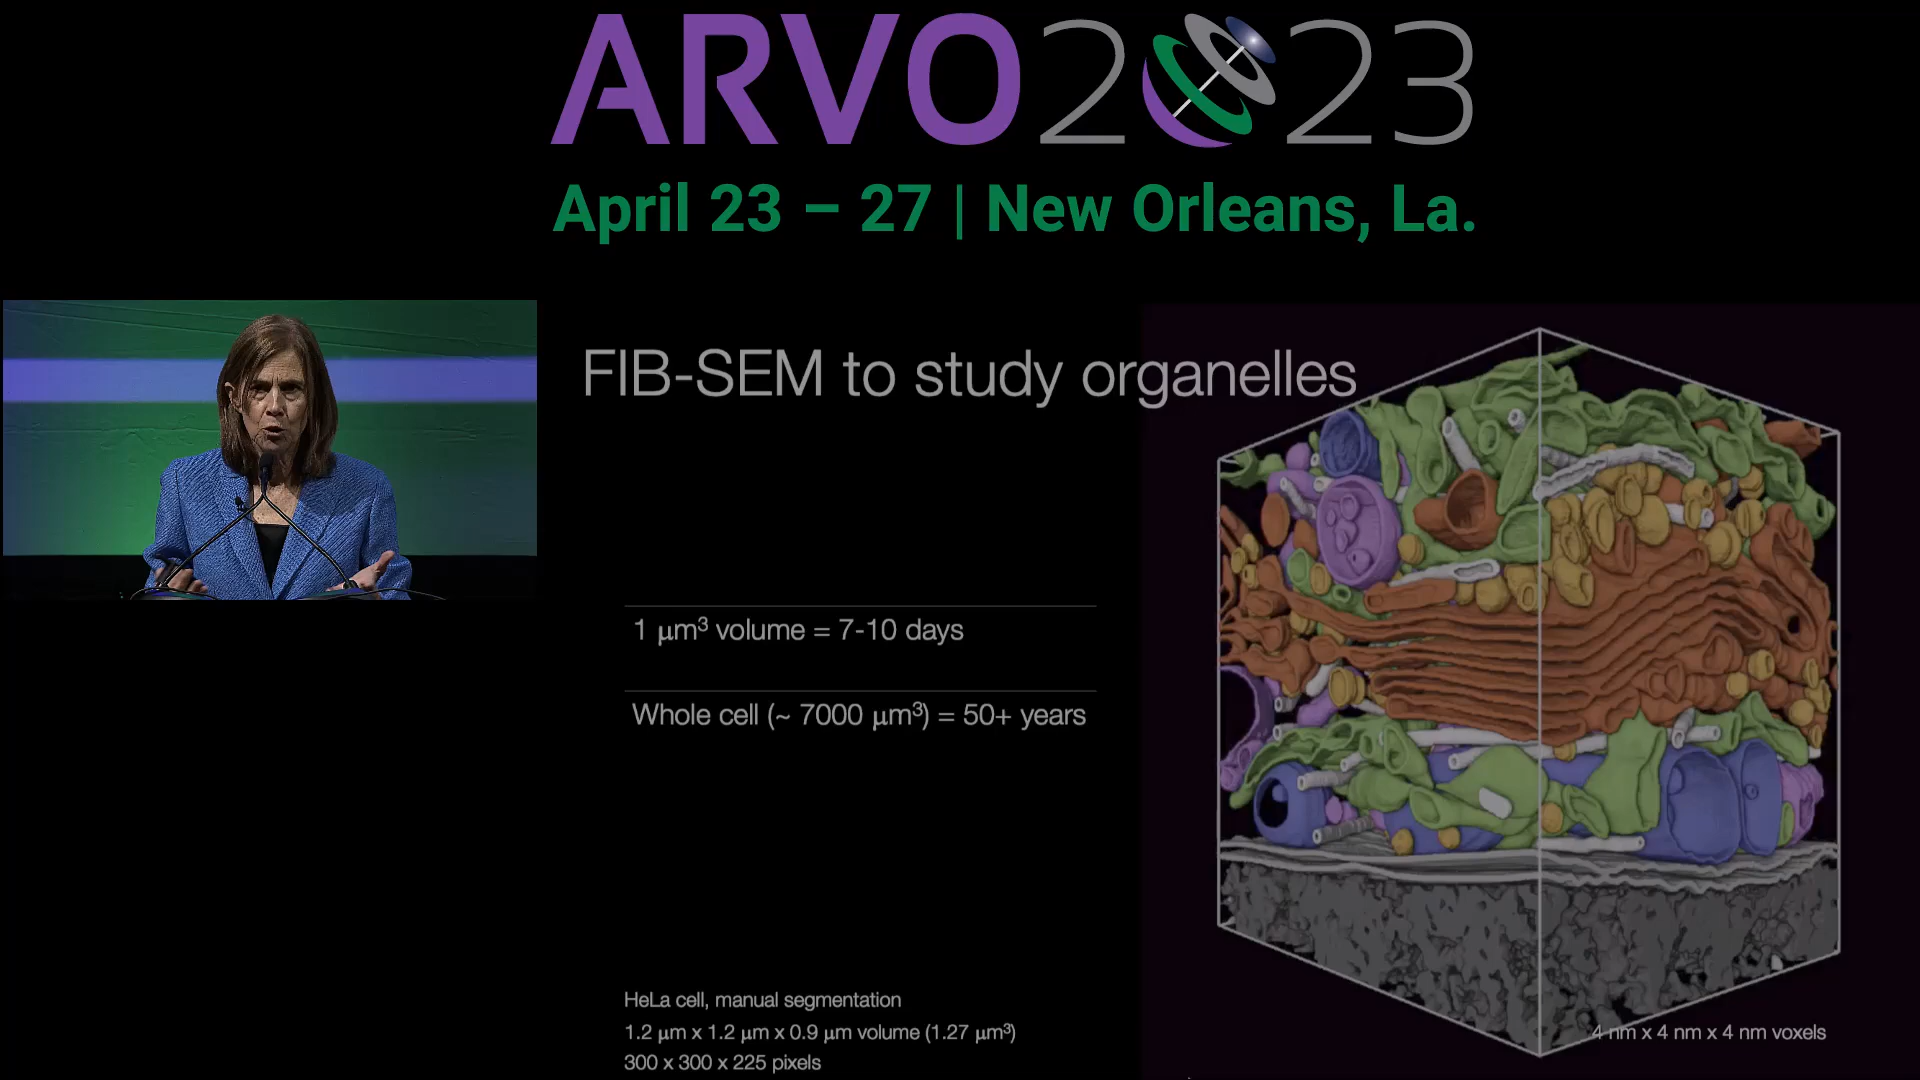 ARVO2023
April 23 – 27 | New Orleans, La.
FIB-SEM to study organelles
1 μm³ volume = 7-10 days
Whole cell (~ 7000 μm³) = 50+ years
HeLa cell, manual segmentation
1.2 μm x 1.2 μm x 0.9 μm volume (1.27 μm³)
300 x 300 x 225 pixels
4 nm x 4 nm x 4 nm voxels